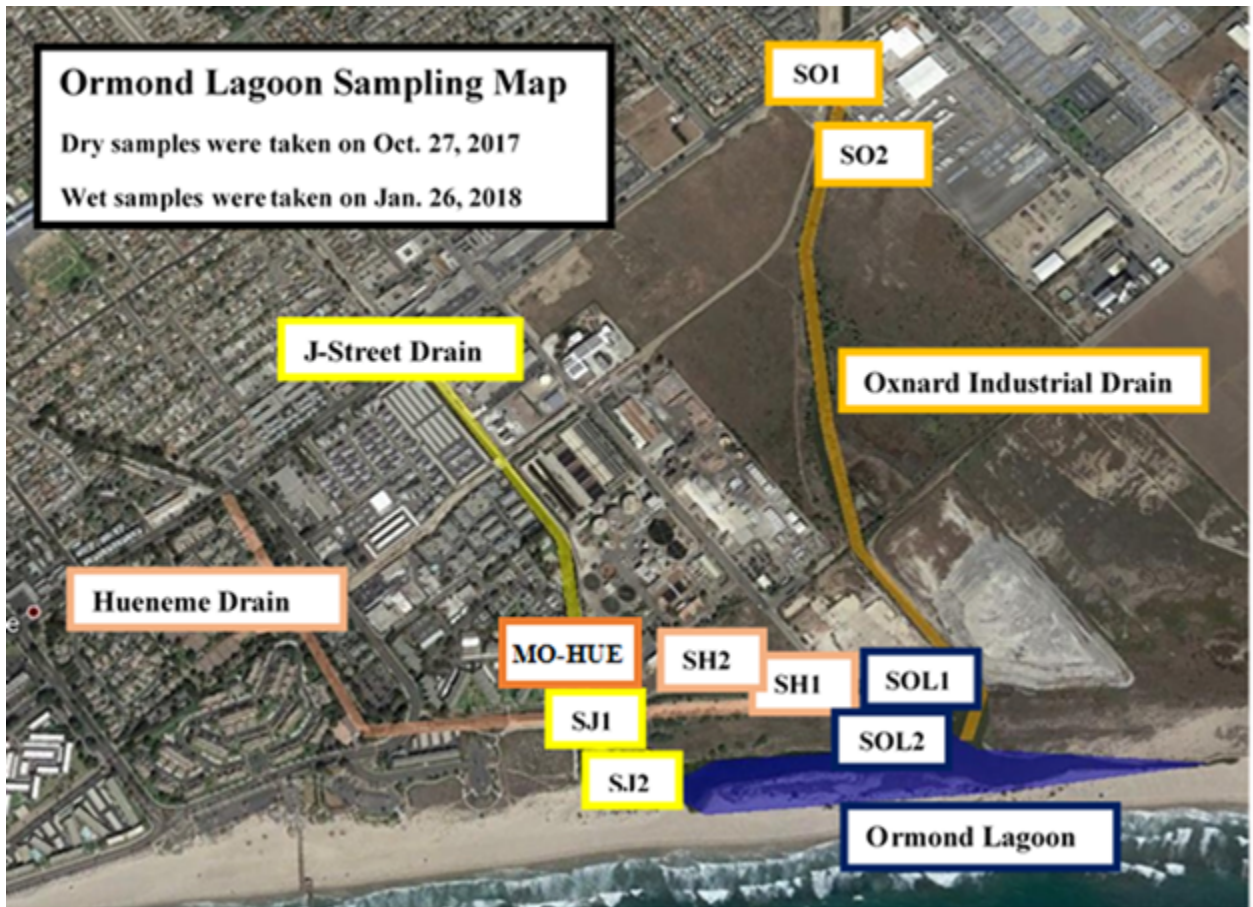 Ormond Lagoon Sampling Map
Dry samples were taken on Oct. 27, 2017
Wet samples were taken on Jan. 26, 2018
SO1
SO2
J-Street Drain
Oxnard Industrial Drain
Hueneme Drain
e
MO-HUE
SH2
SH1
SOL1
SJ1
SOL2
SJ2
Ormond Lagoon